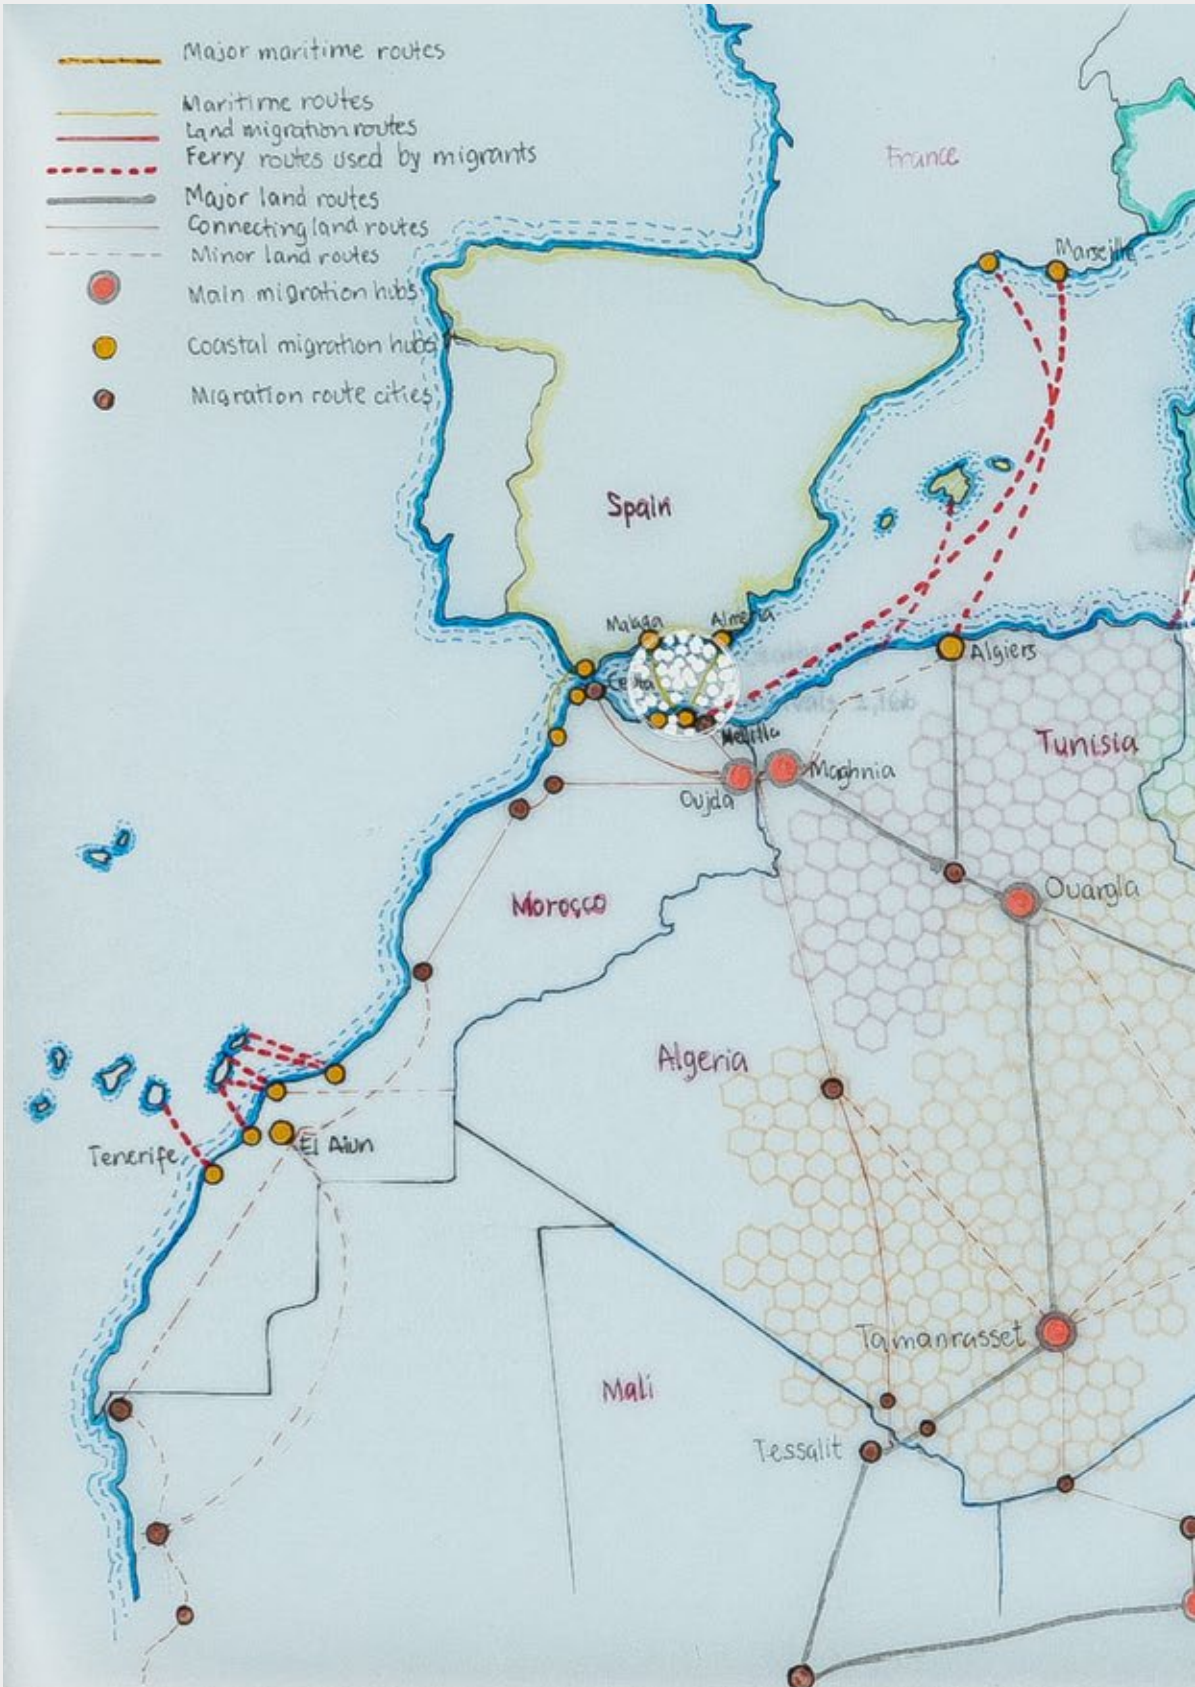 Major maritime routes
Maritime routes
Land migration routes
Ferry routes used by migrants
Major land routes
Connecting land routes
Minor land routes
Main migration hubs
Coastal migration hubs
Migration route cities
France
Marseille
Spain
Malaga
Almeria
Ceuta
Algiers
Melilla
Tunisia
Maghnia
Oujda
Ouargla
Morocco
Algeria
El Aiun
Tenerife
Tamanrasset
Mali
Tessalit